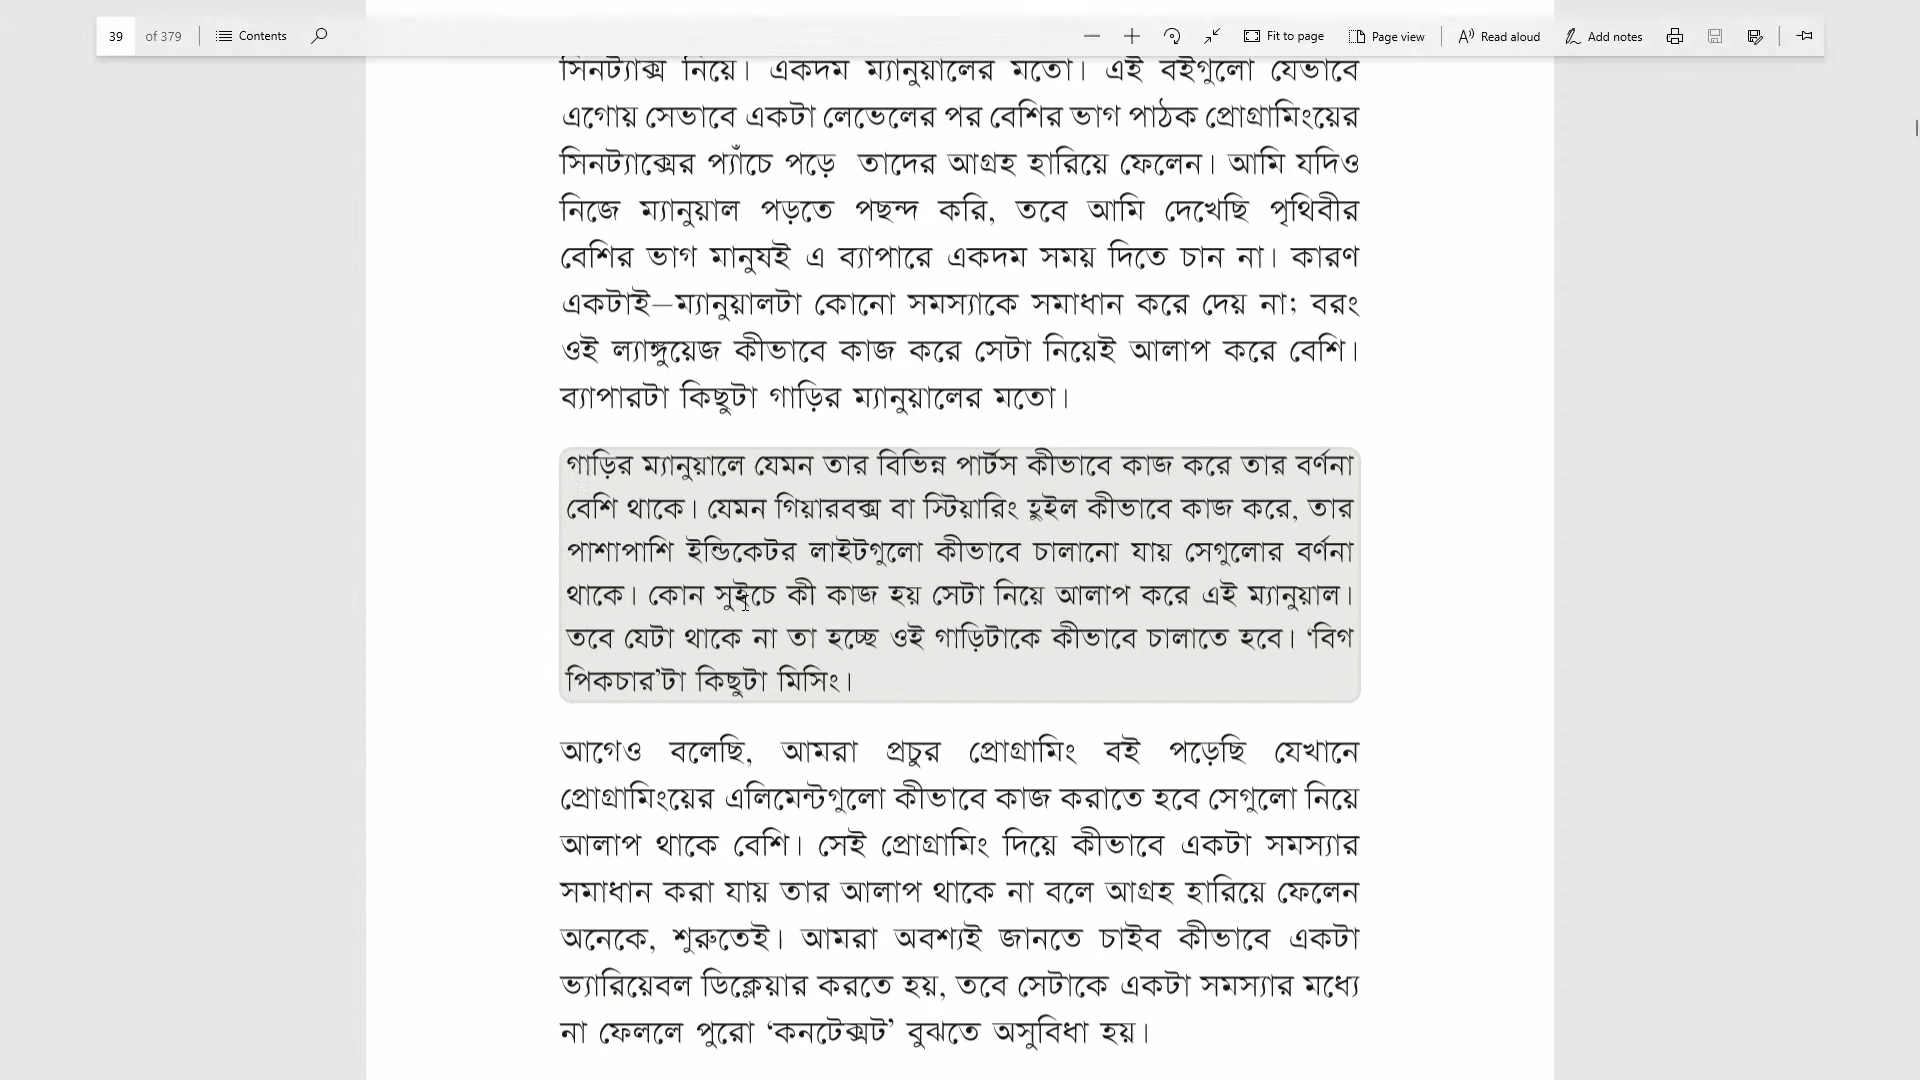 39 of 379 Contents Fit to page Page view Read aloud Add notes
সিনট্যাক্স নিয়ে। একদম ম্যানুয়ালের মতো। এই বইগুলো যেভাবে
এগোয় সেভাবে একটা লেভেলের পর বেশির ভাগ পাঠক প্রোগ্রামিংয়ের
সিনট্যাক্সের প্যাঁচে পড়ে তাদের আগ্রহ হারিয়ে ফেলেন। আমি যদিও
নিজে ম্যানুয়াল পড়তে পছন্দ করি, তবে আমি দেখেছি পৃথিবীর
বেশির ভাগ মানুষই এ ব্যাপারে একদম সময় দিতে চান না। কারণ
একটাই—ম্যানুয়ালটা কোনো সমস্যাকে সমাধান করে দেয় না; বরং
ওই ল্যাঙ্গুয়েজ কীভাবে কাজ করে সেটা নিয়েই আলাপ করে বেশি।
ব্যাপারটা কিছুটা গাড়ির ম্যানুয়ালের মতো।
গাড়ির ম্যানুয়ালে যেমন তার বিভিন্ন পার্টস কীভাবে কাজ করে তার বর্ণনা
বেশি থাকে। যেমন গিয়ারবক্স বা স্টিয়ারিং হুইল কীভাবে কাজ করে, তার
পাশাপাশি ইন্ডিকেটর লাইটগুলো কীভাবে চালানো যায় সেগুলোর বর্ণনা
থাকে। কোন সুইচে কী কাজ হয় সেটা নিয়ে আলাপ করে এই ম্যানুয়াল।
তবে যেটা থাকে না তা হচ্ছে ওই গাড়িটাকে কীভাবে চালাতে হবে। ‘বিগ
পিকচার’টা কিছুটা মিসিং।
আগেও বলেছি, আমরা প্রচুর প্রোগ্রামিং বই পড়েছি যেখানে
প্রোগ্রামিংয়ের এলিমেন্টগুলো কীভাবে কাজ করাতে হবে সেগুলো নিয়ে
আলাপ থাকে বেশি। সেই প্রোগ্রামিং দিয়ে কীভাবে একটা সমস্যার
সমাধান করা যায় তার আলাপ থাকে না বলে আগ্রহ হারিয়ে ফেলেন
অনেকে, শুরুতেই। আমরা অবশ্যই জানতে চাইব কীভাবে একটা
ভ্যারিয়েবল ডিক্লেয়ার করতে হয়, তবে সেটাকে একটা সমস্যার মধ্যে
না ফেললে পুরো ‘কনটেক্সট’ বুঝতে অসুবিধা হয়।